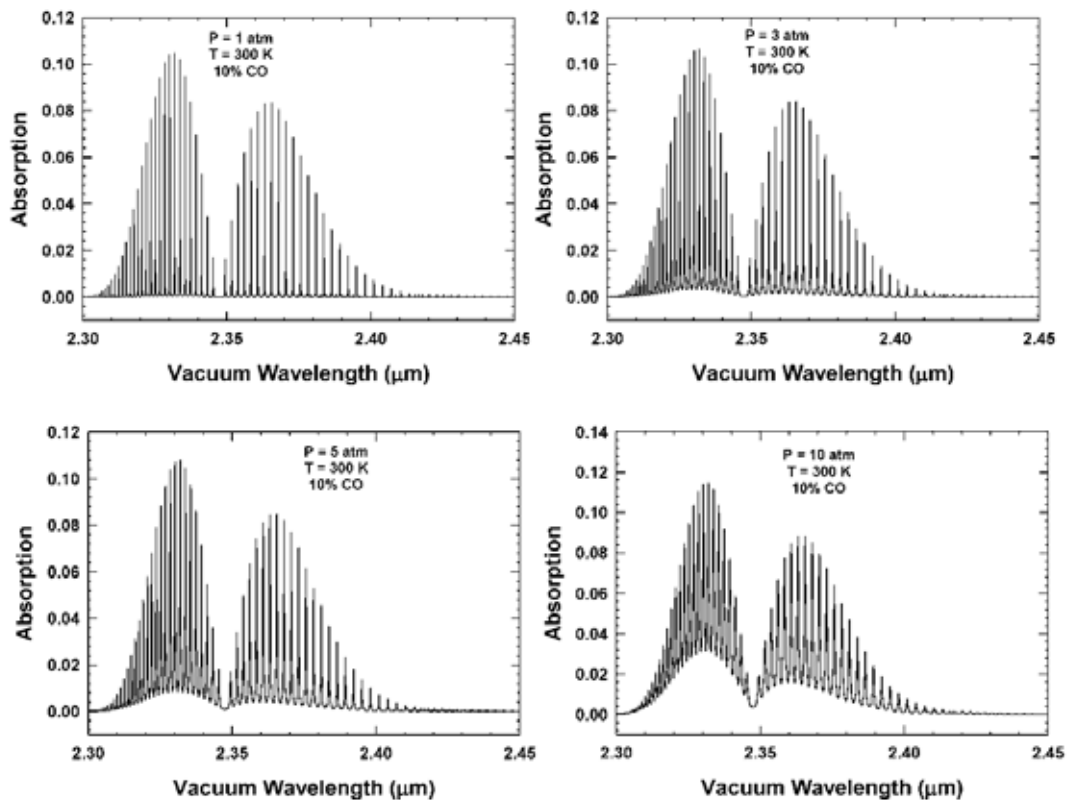 P = 1 atm
T = 300 K
10% CO
0.12
0.10
0.08
0.06
0.04
0.02
0.00
Absorption
2.30 2.35 2.40 2.45
Vacuum Wavelength (μm)
P = 3 atm
T = 300 K
10% CO
0.12
0.10
0.08
0.06
0.04
0.02
0.00
Absorption
2.30 2.35 2.40 2.45
Vacuum Wavelength (μm)
P = 5 atm
T = 300 K
10% CO
0.12
0.10
0.08
0.06
0.04
0.02
0.00
Absorption
2.30 2.35 2.40 2.45
Vacuum Wavelength (μm)
P = 10 atm
T = 300 K
10% CO
0.14
0.12
0.10
0.08
0.06
0.04
0.02
0.00
Absorption
2.30 2.35 2.40 2.45
Vacuum Wavelength (μm)